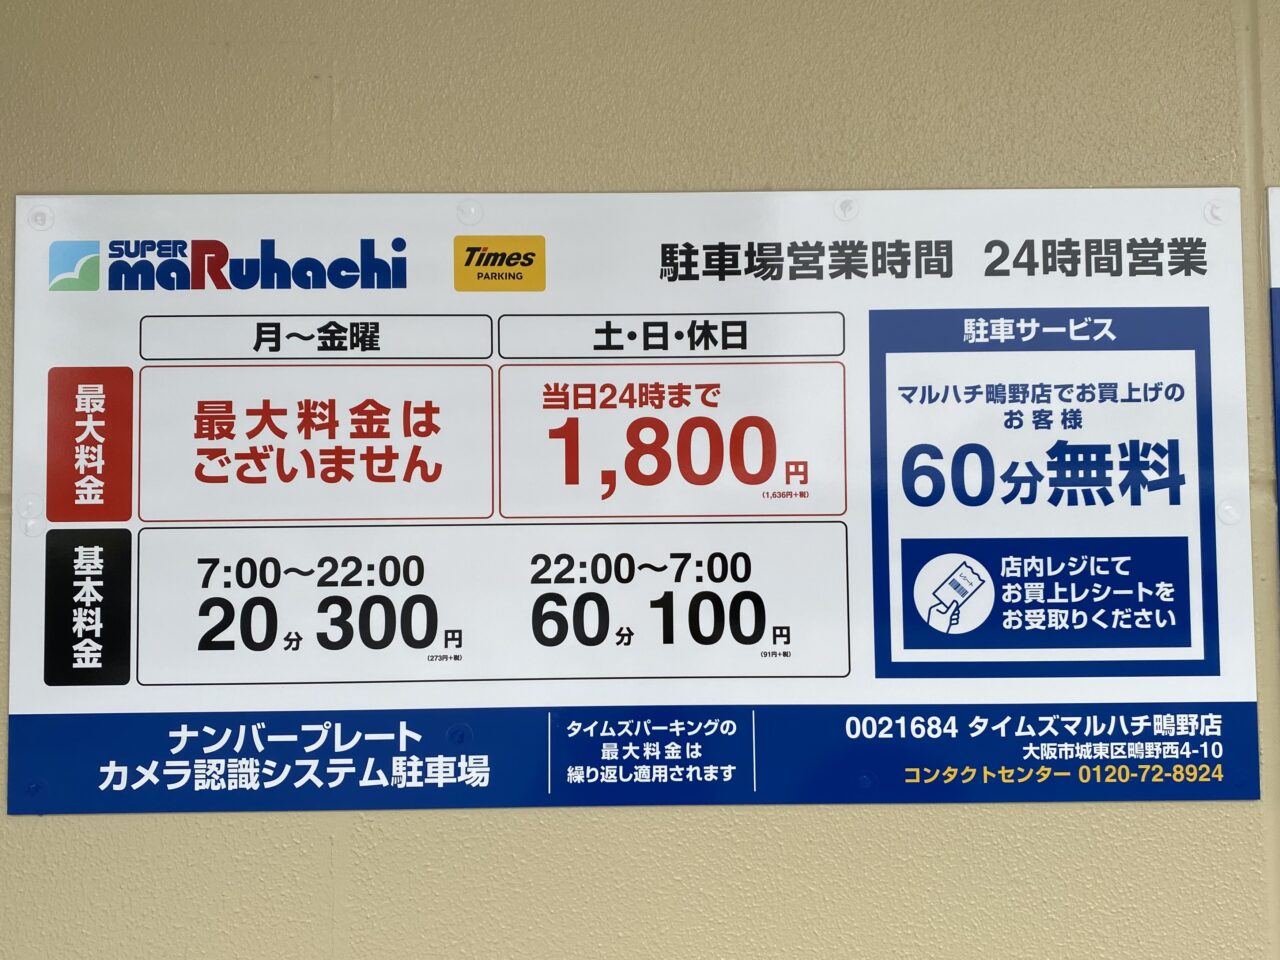 SUPER
maRuhachi
Times
PARKING
駐車場営業時間 24時間営業
月〜金曜
土・日・休日
最大料金
最大料金は
ございません
当日24時まで
1,800円
(1,636円+税)
基本料金
7:00〜22:00
20分 300円
(273円+税)
22:00〜7:00
60分 100円
(91円+税)
駐車サービス
マルハチ鴫野店でお買上げの
お客様
60分無料
レシート
店内レジにて
お買上レシートを
お受取りください
ナンバープレート
カメラ認識システム駐車場
タイムズパーキングの
最大料金は
繰り返し適用されます
0021684 タイムズマルハチ鴫野店
大阪市城東区鴫野西4-10
コンタクトセンター 0120-72-8924